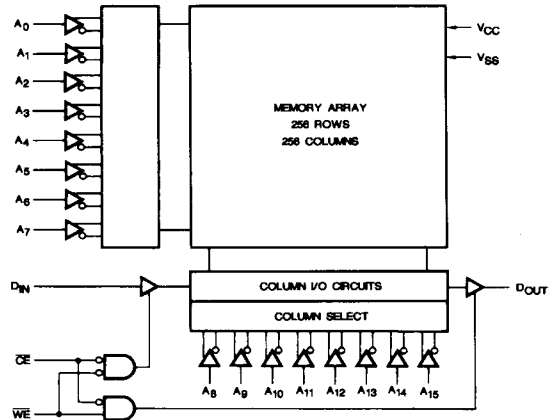 A0
A1
A2
A3
A4
A5
A6
A7
VCC
VSS
MEMORY ARRAY
256 ROWS
256 COLUMNS
DIN
COLUMN I/O CIRCUITS
DOUT
COLUMN SELECT
CE
WE
A8 A9 A10 A11 A12 A13 A14 A15